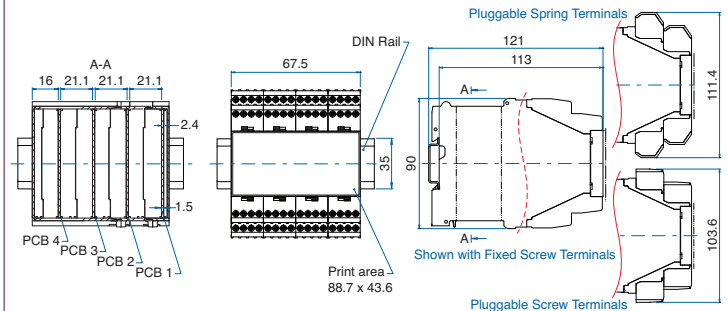 Pluggable Spring Terminals
DIN Rail
121
67.5
113
A-A
16
21.1
21.1
21.1
A
2.4
111.4
35
90
1.5
PCB 4
PCB 3
PCB 2
PCB 1
A
Shown with Fixed Screw Terminals
103.6
Print area
88.7 x 43.6
Pluggable Screw Terminals